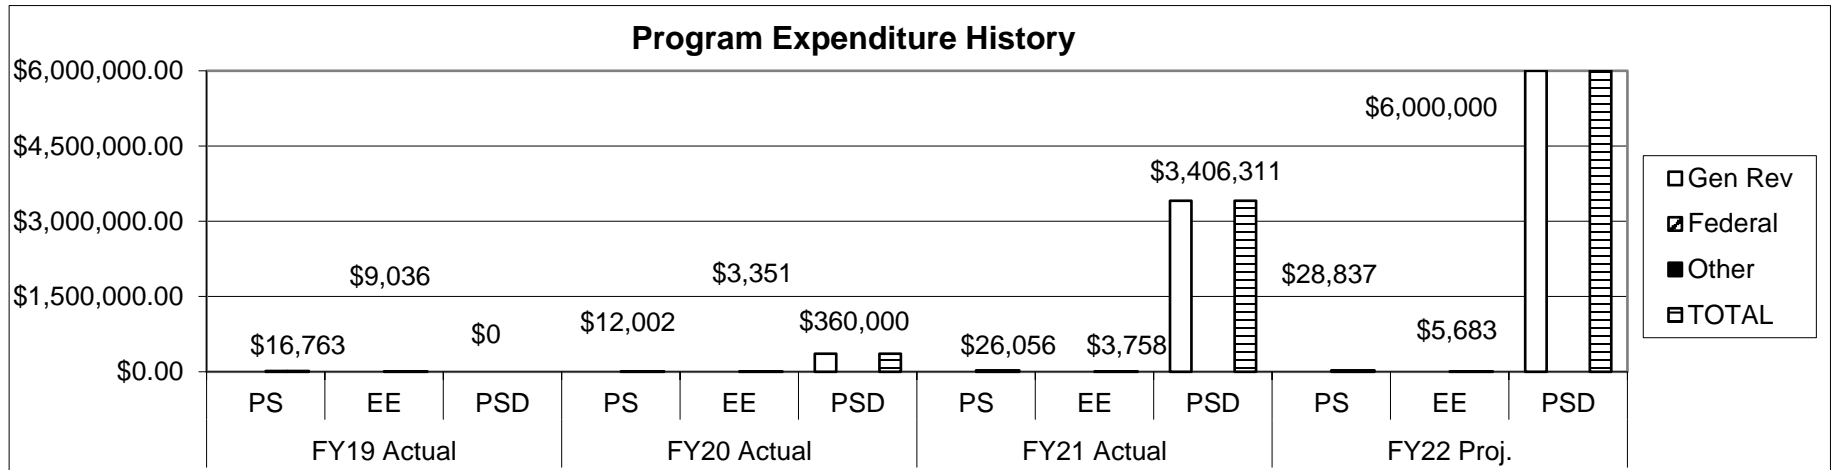 Program Expenditure History
$6,000,000.00
$4,500,000.00
$3,000,000.00
$1,500,000.00
$0.00
$16,763
$9,036
$0
$12,002
$3,351
$360,000
$26,056
$3,758
$3,406,311
$28,837
$5,683
$6,000,000
PS EE PSD PS EE PSD PS EE PSD PS EE PSD
FY19 Actual FY20 Actual FY21 Actual FY22 Proj.
Gen Rev
Federal
Other
TOTAL